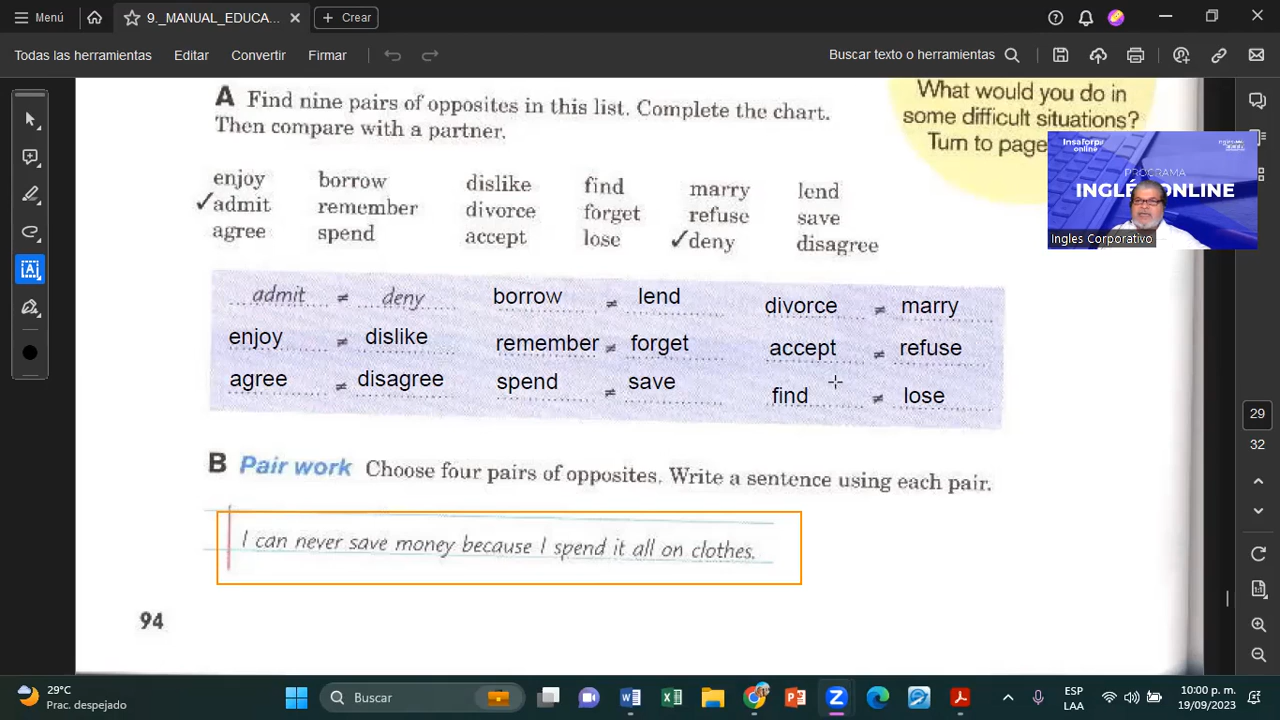 Menú
9._MANUAL_EDUCA...
Crear
Todas las herramientas
Editar
Convertir
Firmar
Buscar texto o herramientas
A Find nine pairs of opposites in this list. Complete the chart.
Then compare with a partner.
What would you do in
some difficult situations?
Turn to page
enjoy borrow dislike find marry lend
✓admit remember divorce forget refuse save
agree spend accept lose ✓deny disagree
admit ≠ deny borrow ≠ lend divorce ≠ marry
enjoy ≠ dislike remember ≠ forget accept ≠ refuse
agree ≠ disagree spend ≠ save find ≠ lose
B Pair work Choose four pairs of opposites. Write a sentence using each pair.
I can never save money because I spend it all on clothes.
94
Insaforp
online
PROGRAMA
INGLÉS ONLINE
Ingles Corporativo
29
32
29°C
Prac. despejado
Buscar
ESP
LAA
10:00 p. m.
19/09/2023